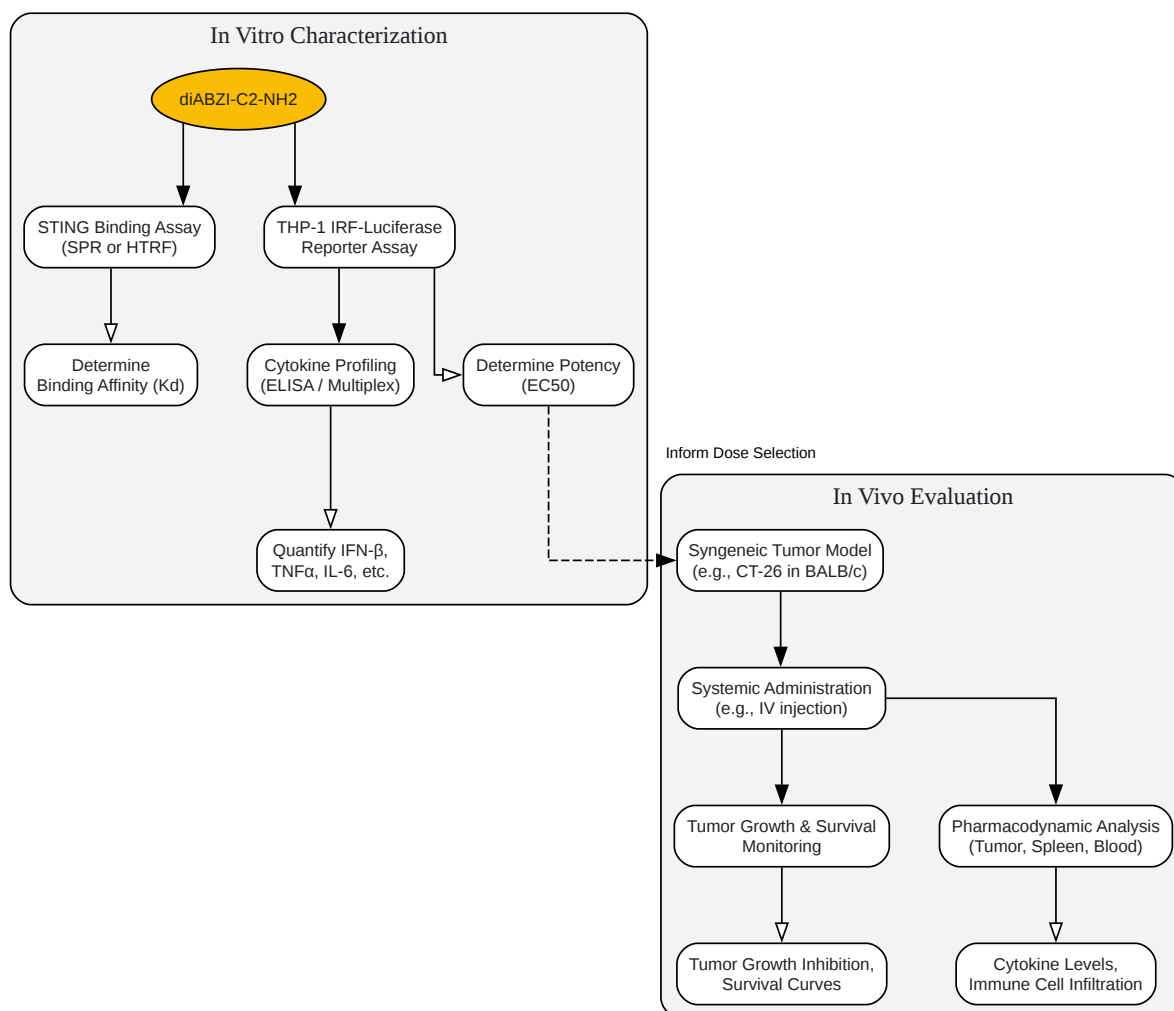 In Vitro Characterization
diABZI-C2-NH2
STING Binding Assay
(SPR or HTRF)
THP-1 IRF-Luciferase
Reporter Assay
Determine
Binding Affinity (Kd)
Cytokine Profiling
(ELISA / Multiplex)
Determine Potency
(EC50)
Quantify IFN-β,
TNFα, IL-6, etc.
Inform Dose Selection
In Vivo Evaluation
Syngeneic Tumor Model
(e.g., CT-26 in BALB/c)
Systemic Administration
(e.g., IV injection)
Tumor Growth & Survival
Monitoring
Pharmacodynamic Analysis
(Tumor, Spleen, Blood)
Tumor Growth Inhibition,
Survival Curves
Cytokine Levels,
Immune Cell Infiltration